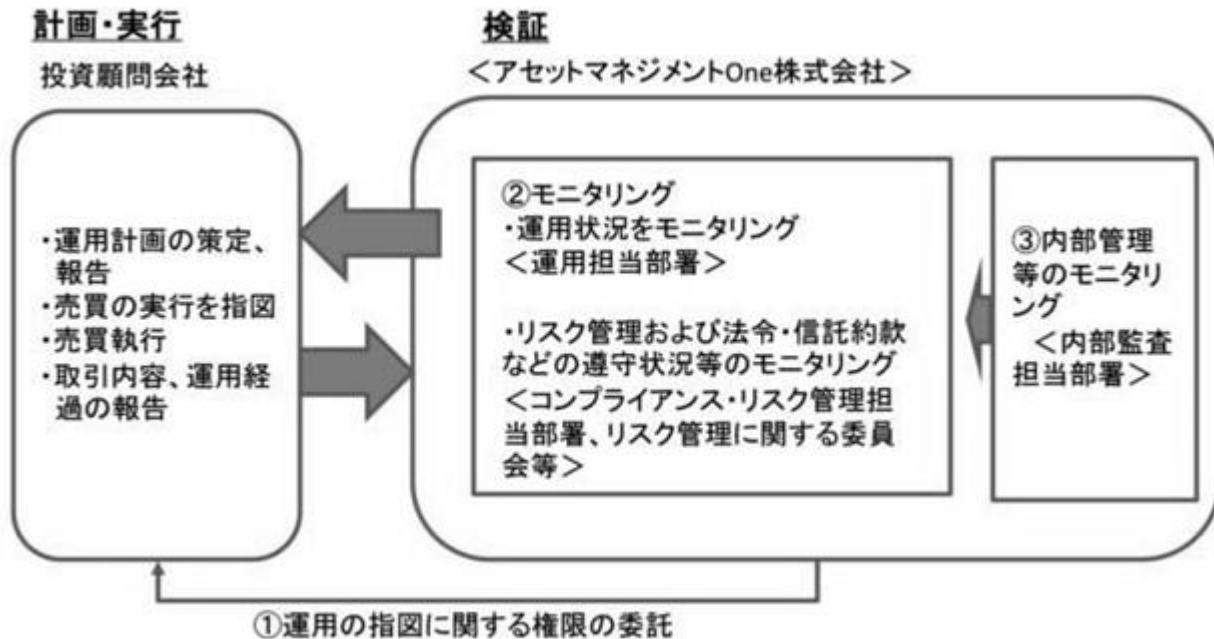 計画・実行
投資顧問会社
・運用計画の策定、
報告
・売買の実行を指図
・売買執行
・取引内容、運用経
過の報告
検証
＜アセットマネジメントOne株式会社＞
②モニタリング
・運用状況をモニタリング
＜運用担当部署＞
・リスク管理および法令・信託約款
などの遵守状況等のモニタリング
＜コンプライアンス・リスク管理担
当部署、リスク管理に関する委員
会等＞
③内部管理
等のモニタリ
ング
＜内部監査
担当部署＞
①運用の指図に関する権限の委託